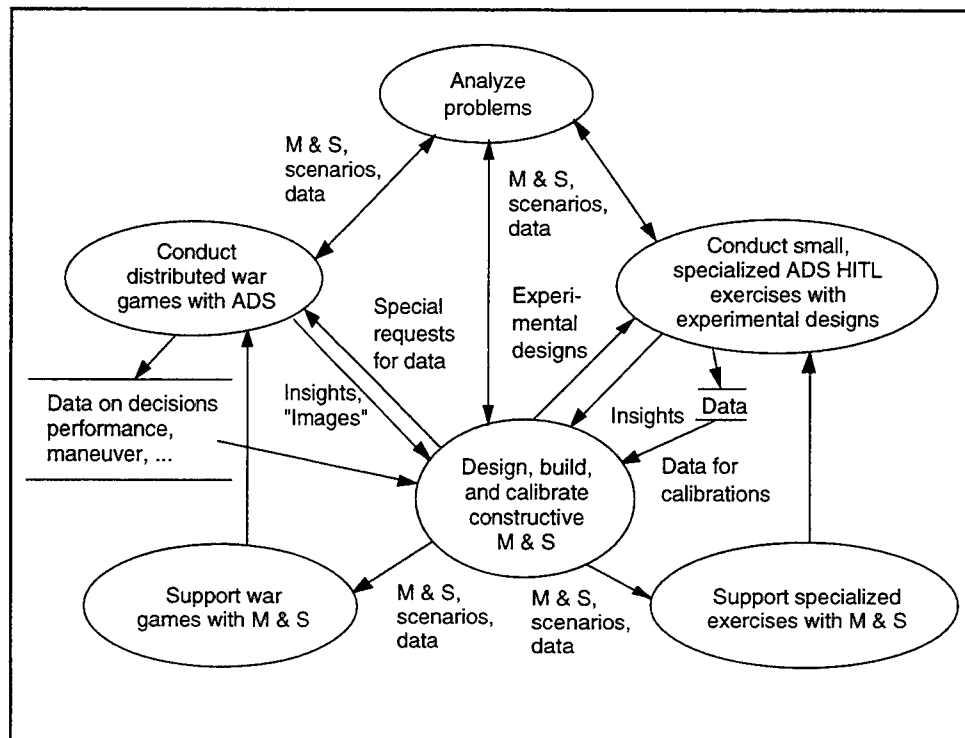 Analyze
problems
M & S,
scenarios,
data
M & S,
scenarios,
data
Conduct
distributed war
games with ADS
Conduct small,
specialized ADS HITL
exercises with
experimental designs
Special
requests
for data
Experi-
mental
designs
Insights,
"Images"
Data on decisions
performance,
maneuver, ...
Insights
Data
Design, build,
and calibrate
constructive
M & S
Data for
calibrations
Support war
games with M & S
M & S,
scenarios,
data
M & S,
scenarios,
data
Support specialized
exercises with M & S